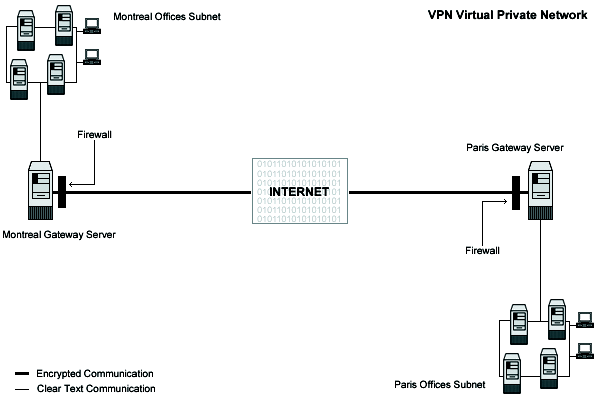 Montreal Offices Subnet
VPN Virtual Private Network
Firewall
Paris Gateway Server
01011010101010101
01011010101010101
01011010101010101
INTERNET
01011010101010101
01011010101010101
Montreal Gateway Server
Firewall
Encrypted Communication
Clear Text Communication
Paris Offices Subnet